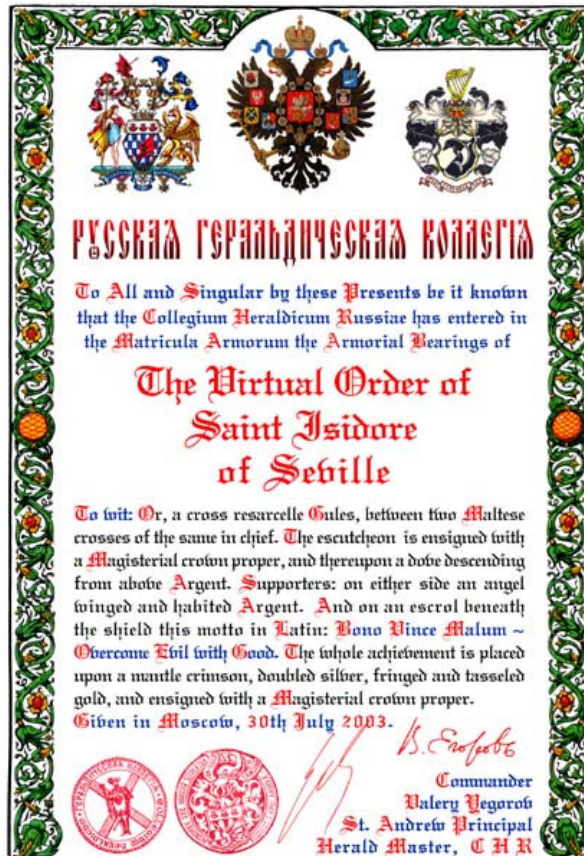 РУССКАЯ ГЕРАЛЬДИЧЕСКАЯ КОЛЛЕГІЯ
To All and Singular by these Presents be it known
that the Collegium Heraldicum Russiae has entered in
the Matricula Armorum the Armorial Bearings of
The Virtual Order of
Saint Isidore
of Seville
To wit: Or, a cross resarcelle Gules, between two Maltese
crosses of the same in chief. The escutcheon is ensigned with
a Magisterial crown proper, and thereupon a dove descending
from above Argent. Supporters: on either side an angel
winged and habited Argent. And on an escrol beneath
the shield this motto in Latin: Bono Vince Malum ~
Overcome Evil with Good. The whole achievement is placed
upon a mantle crimson, doubled silver, fringed and tasseled
gold, and ensigned with a Magisterial crown proper.
Given in Moscow, 30th July 2003.
В. Егоровъ
Commander
Valery Yegorov
St. Andrew Principal
Herald Master, C H R